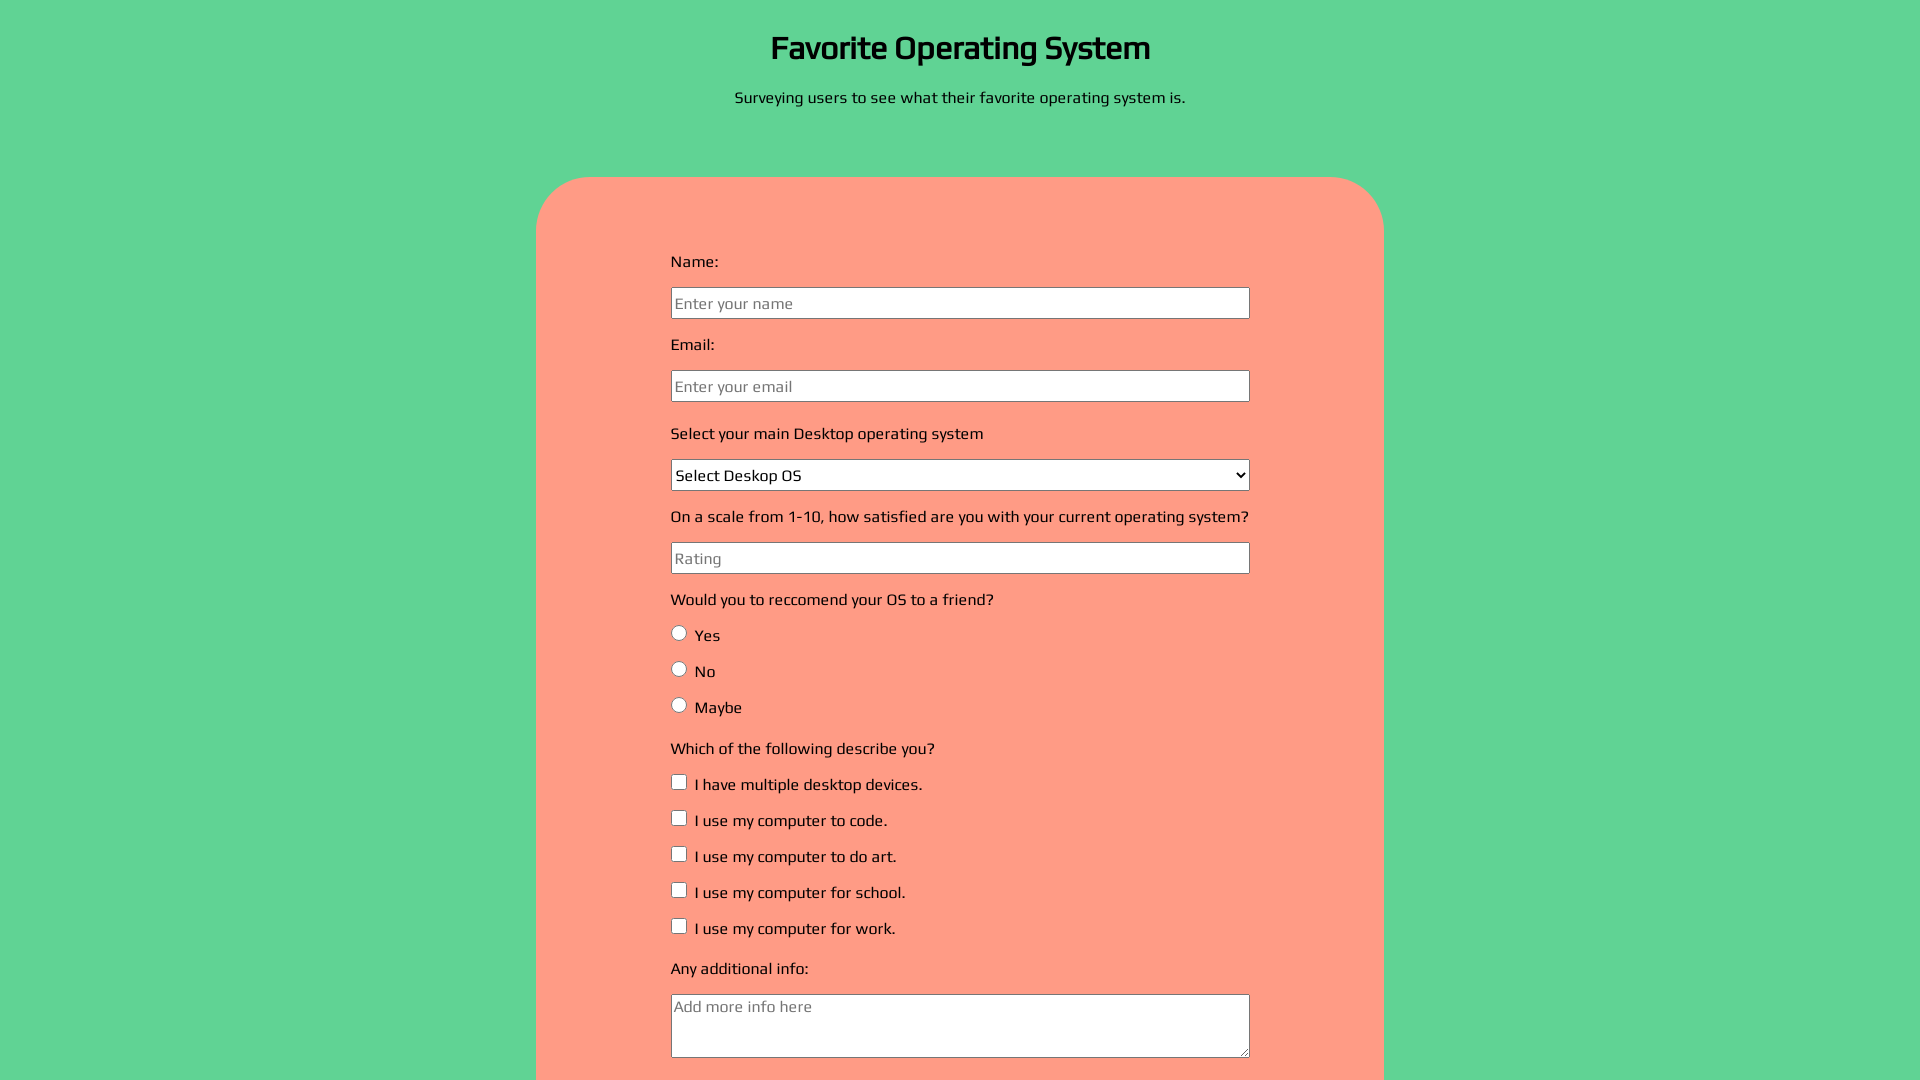 Favorite Operating System
Surveying users to see what their favorite operating system is.
Name:
Enter your name
Email:
Enter your email
Select your main Desktop operating system
Select Deskop OS
On a scale from 1-10, how satisfied are you with your current operating system?
Rating
Would you to reccomend your OS to a friend?
Yes
No
Maybe
Which of the following describe you?
I have multiple desktop devices.
I use my computer to code.
I use my computer to do art.
I use my computer for school.
I use my computer for work.
Any additional info:
Add more info here